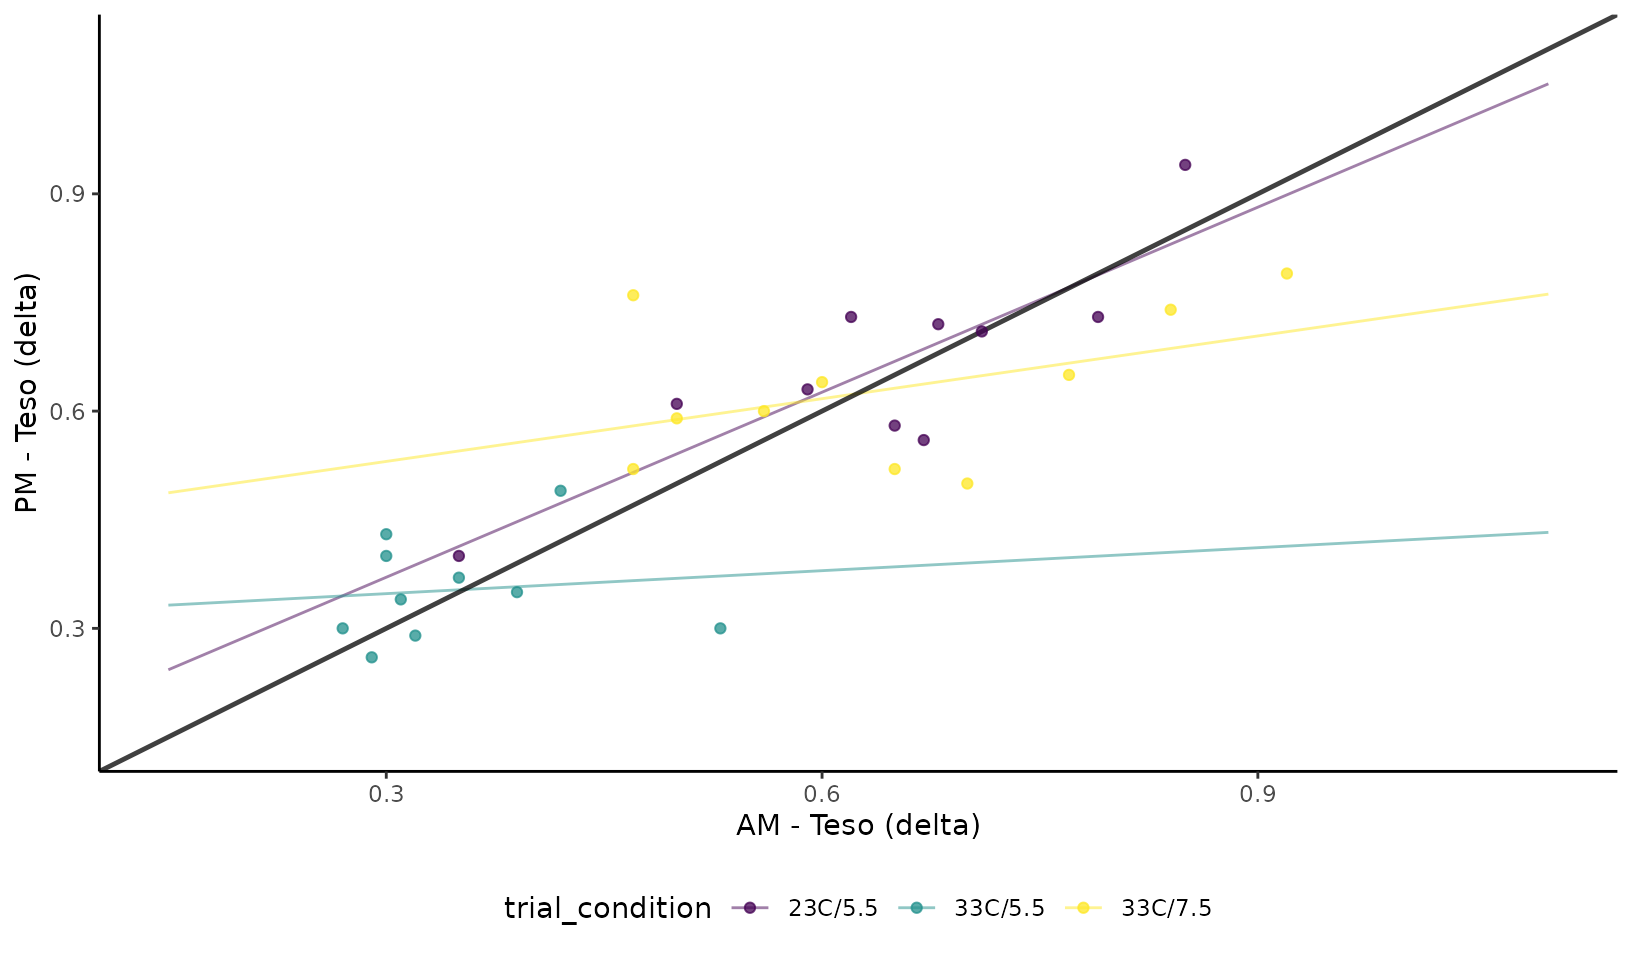 PM - Teso (delta)
0.9
0.6
0.3
0.3 0.6 0.9
AM - Teso (delta)
trial_condition 23C/5.5 33C/5.5 33C/7.5